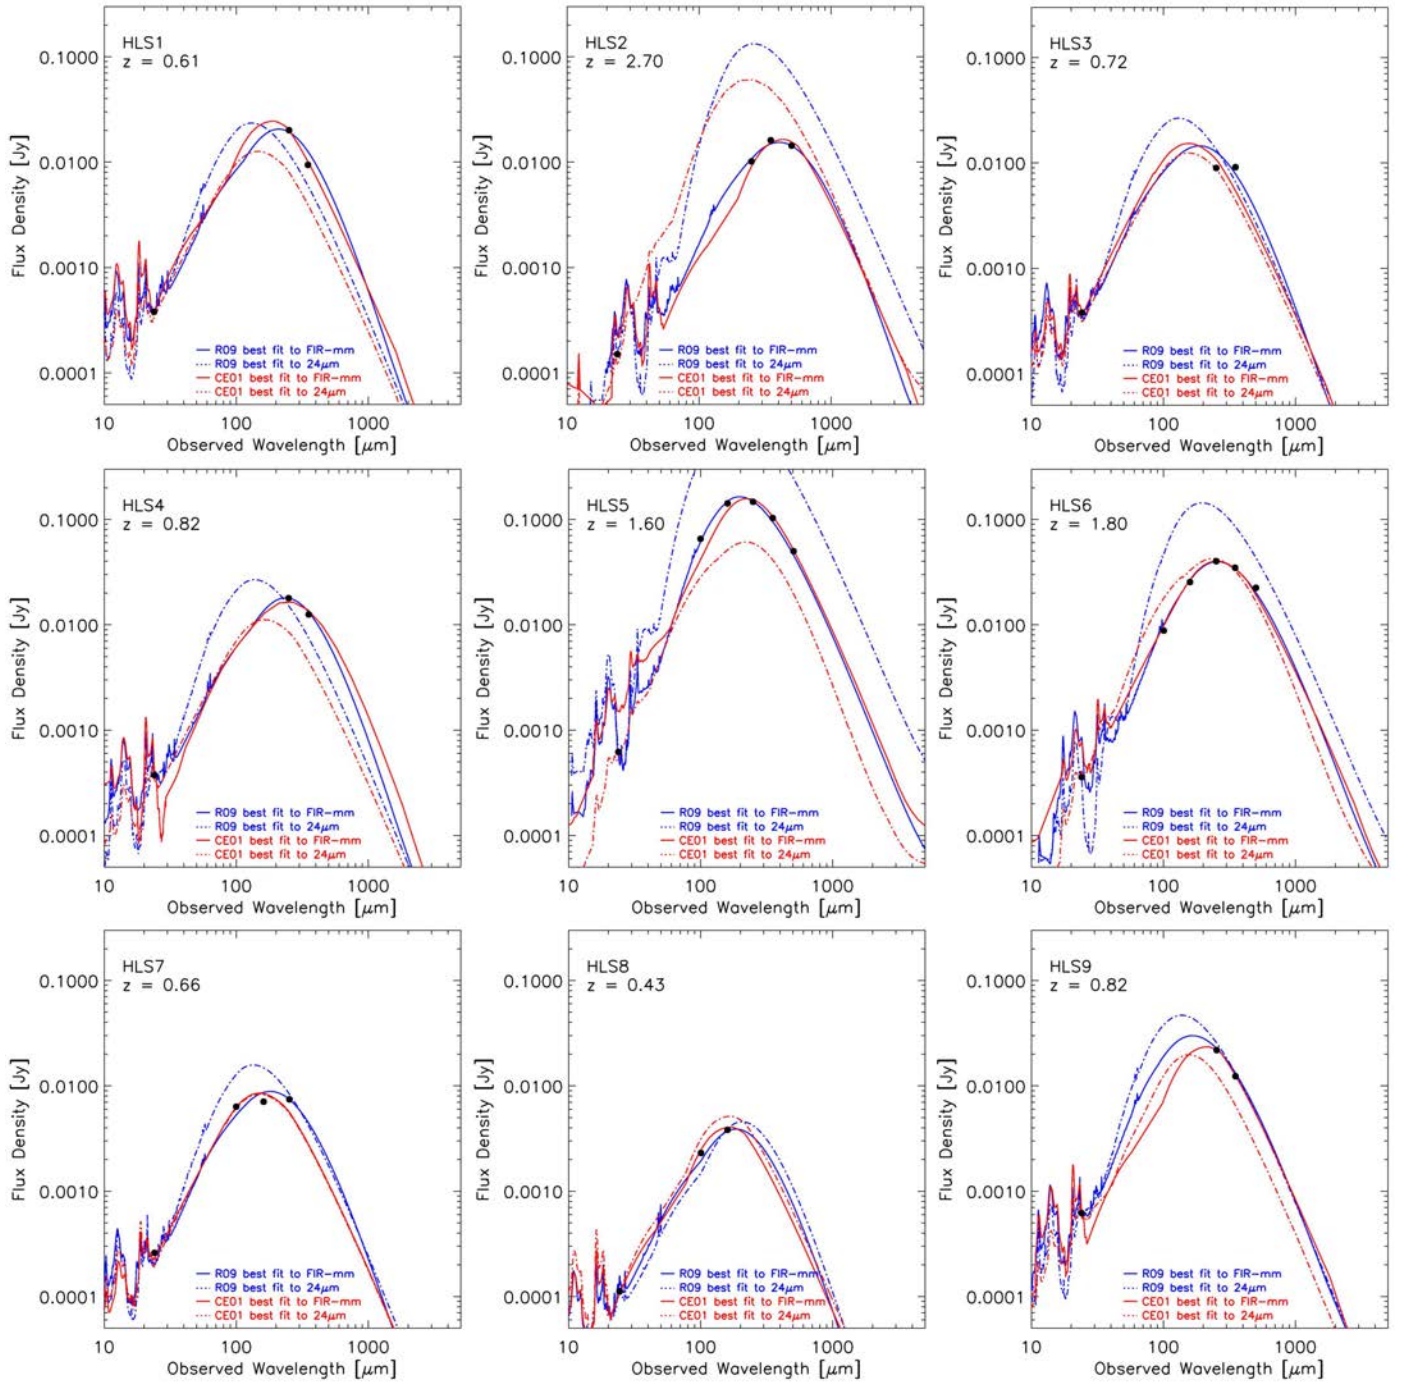 HLS1
z = 0.61
0.1000
0.0100
0.0010
0.0001
Flux Density [Jy]
R09 best fit to FIR-mm
R09 best fit to 24μm
CE01 best fit to FIR-mm
CE01 best fit to 24μm
10 100 1000
Observed Wavelength [μm]
HLS2
z = 2.70
0.1000
0.0100
0.0010
0.0001
Flux Density [Jy]
R09 best fit to FIR-mm
R09 best fit to 24μm
CE01 best fit to FIR-mm
CE01 best fit to 24μm
10 100 1000
Observed Wavelength [μm]
HLS3
z = 0.72
0.1000
0.0100
0.0010
0.0001
Flux Density [Jy]
R09 best fit to FIR-mm
R09 best fit to 24μm
CE01 best fit to FIR-mm
CE01 best fit to 24μm
10 100 1000
Observed Wavelength [μm]
HLS4
z = 0.82
0.1000
0.0100
0.0010
0.0001
Flux Density [Jy]
R09 best fit to FIR-mm
R09 best fit to 24μm
CE01 best fit to FIR-mm
CE01 best fit to 24μm
10 100 1000
Observed Wavelength [μm]
HLS5
z = 1.60
0.1000
0.0100
0.0010
0.0001
Flux Density [Jy]
R09 best fit to FIR-mm
R09 best fit to 24μm
CE01 best fit to FIR-mm
CE01 best fit to 24μm
10 100 1000
Observed Wavelength [μm]
HLS6
z = 1.80
0.1000
0.0100
0.0010
0.0001
Flux Density [Jy]
R09 best fit to FIR-mm
R09 best fit to 24μm
CE01 best fit to FIR-mm
CE01 best fit to 24μm
10 100 1000
Observed Wavelength [μm]
HLS7
z = 0.66
0.1000
0.0100
0.0010
0.0001
Flux Density [Jy]
R09 best fit to FIR-mm
R09 best fit to 24μm
CE01 best fit to FIR-mm
CE01 best fit to 24μm
10 100 1000
Observed Wavelength [μm]
HLS8
z = 0.43
0.1000
0.0100
0.0010
0.0001
Flux Density [Jy]
R09 best fit to FIR-mm
R09 best fit to 24μm
CE01 best fit to FIR-mm
CE01 best fit to 24μm
10 100 1000
Observed Wavelength [μm]
HLS9
z = 0.82
0.1000
0.0100
0.0010
0.0001
Flux Density [Jy]
R09 best fit to FIR-mm
R09 best fit to 24μm
CE01 best fit to FIR-mm
CE01 best fit to 24μm
10 100 1000
Observed Wavelength [μm]